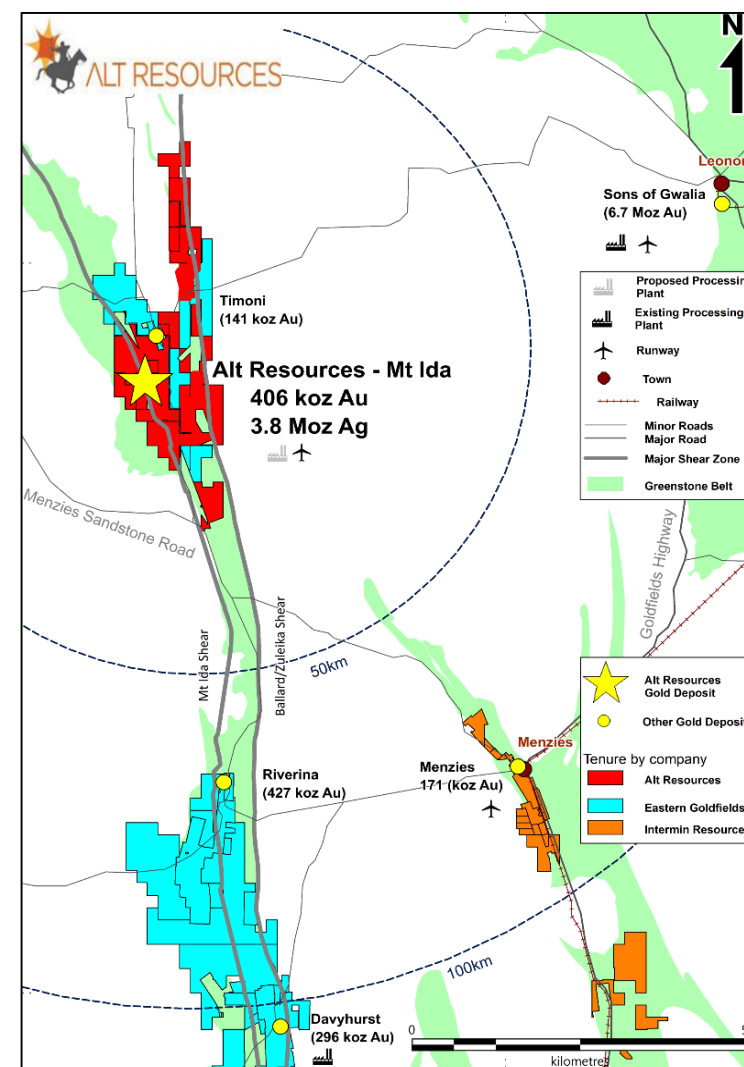 ALT RESOURCES
N
Leonor
Sons of Gwalia
(6.7 Moz Au)
Proposed Processin
Plant
Existing Processing
Plant
Runway
Town
Railway
Minor Roads
Major Road
Major Shear Zone
Greenstone Belt
Timoni
(141 koz Au)
Alt Resources - Mt Ida
406 koz Au
3.8 Moz Ag
Menzies Sandstone Road
Goldfields Highway
Mt Ida Shear
Ballard/Zuleika Shear
50km
Alt Resources
Gold Deposit
Other Gold Deposit
Tenure by company
Alt Resources
Eastern Goldfields
Intermin Resource
Menzies
Menzies
171 (koz Au)
Riverina
(427 koz Au)
100km
Davyhurst
(296 koz Au)
0
5
kilometres